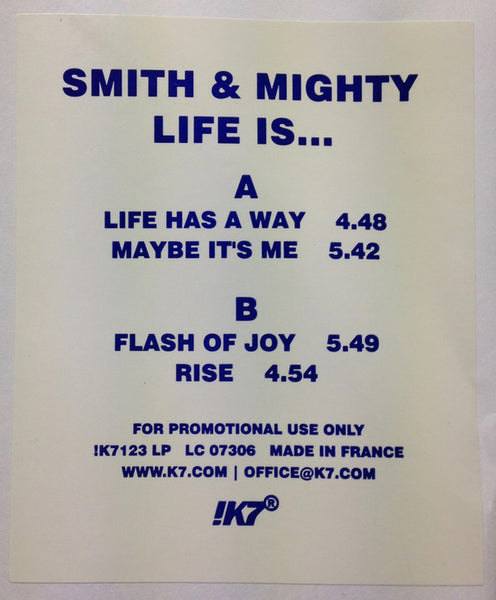 SMITH & MIGHTY
LIFE IS...
A
LIFE HAS A WAY 4.48
MAYBE IT'S ME 5.42
B
FLASH OF JOY 5.49
RISE 4.54
FOR PROMOTIONAL USE ONLY
!K7123 LP LC 07306 MADE IN FRANCE
WWW.K7.COM | OFFICE@K7.COM
!K7®